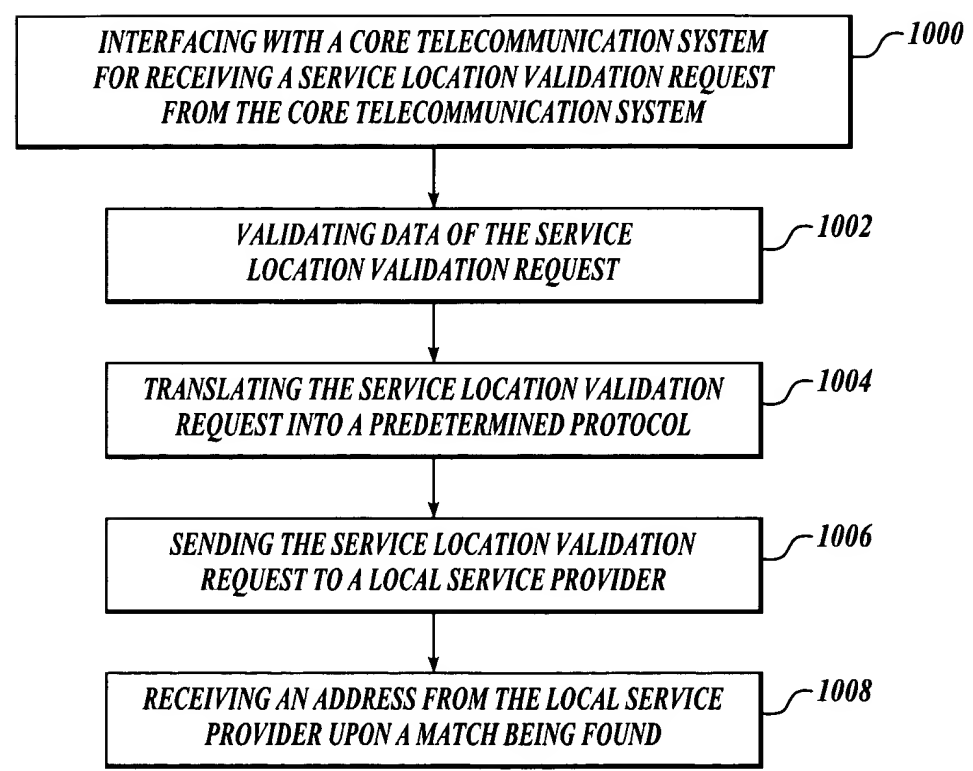 INTERFACING WITH A CORE TELECOMMUNICATION SYSTEM
FOR RECEIVING A SERVICE LOCATION VALIDATION REQUEST
FROM THE CORE TELECOMMUNICATION SYSTEM
1000
VALIDATING DATA OF THE SERVICE
LOCATION VALIDATION REQUEST
1002
TRANSLATING THE SERVICE LOCATION VALIDATION
REQUEST INTO A PREDETERMINED PROTOCOL
1004
SENDING THE SERVICE LOCATION VALIDATION
REQUEST TO A LOCAL SERVICE PROVIDER
1006
RECEIVING AN ADDRESS FROM THE LOCAL SERVICE
PROVIDER UPON A MATCH BEING FOUND
1008